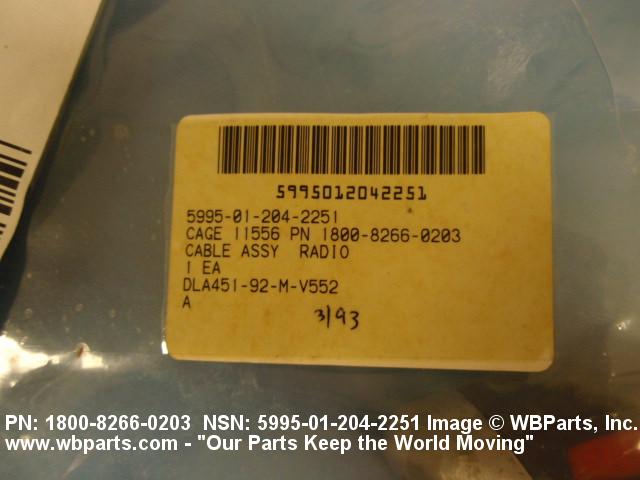 5995012042251
5995-01-204-2251
CAGE 11556 PN 1800-8266-0203
CABLE ASSY RADIO
1 EA
DLA451-92-M-V552
A
3/93
PN: 1800-8266-0203 NSN: 5995-01-204-2251 Image © WBParts, Inc.
www.wbparts.com - "Our Parts Keep the World Moving"